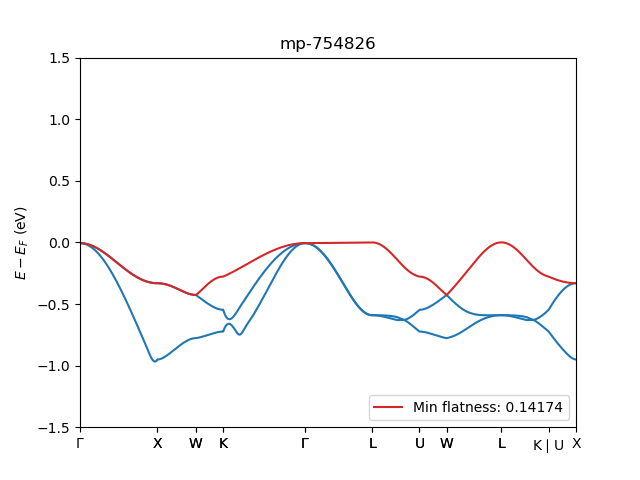 mp-754826
E − E_F (eV)
1.5
1.0
0.5
0.0
−0.5
−1.0
−1.5
Min flatness: 0.14174
Γ X W K Γ L U W L K | U X